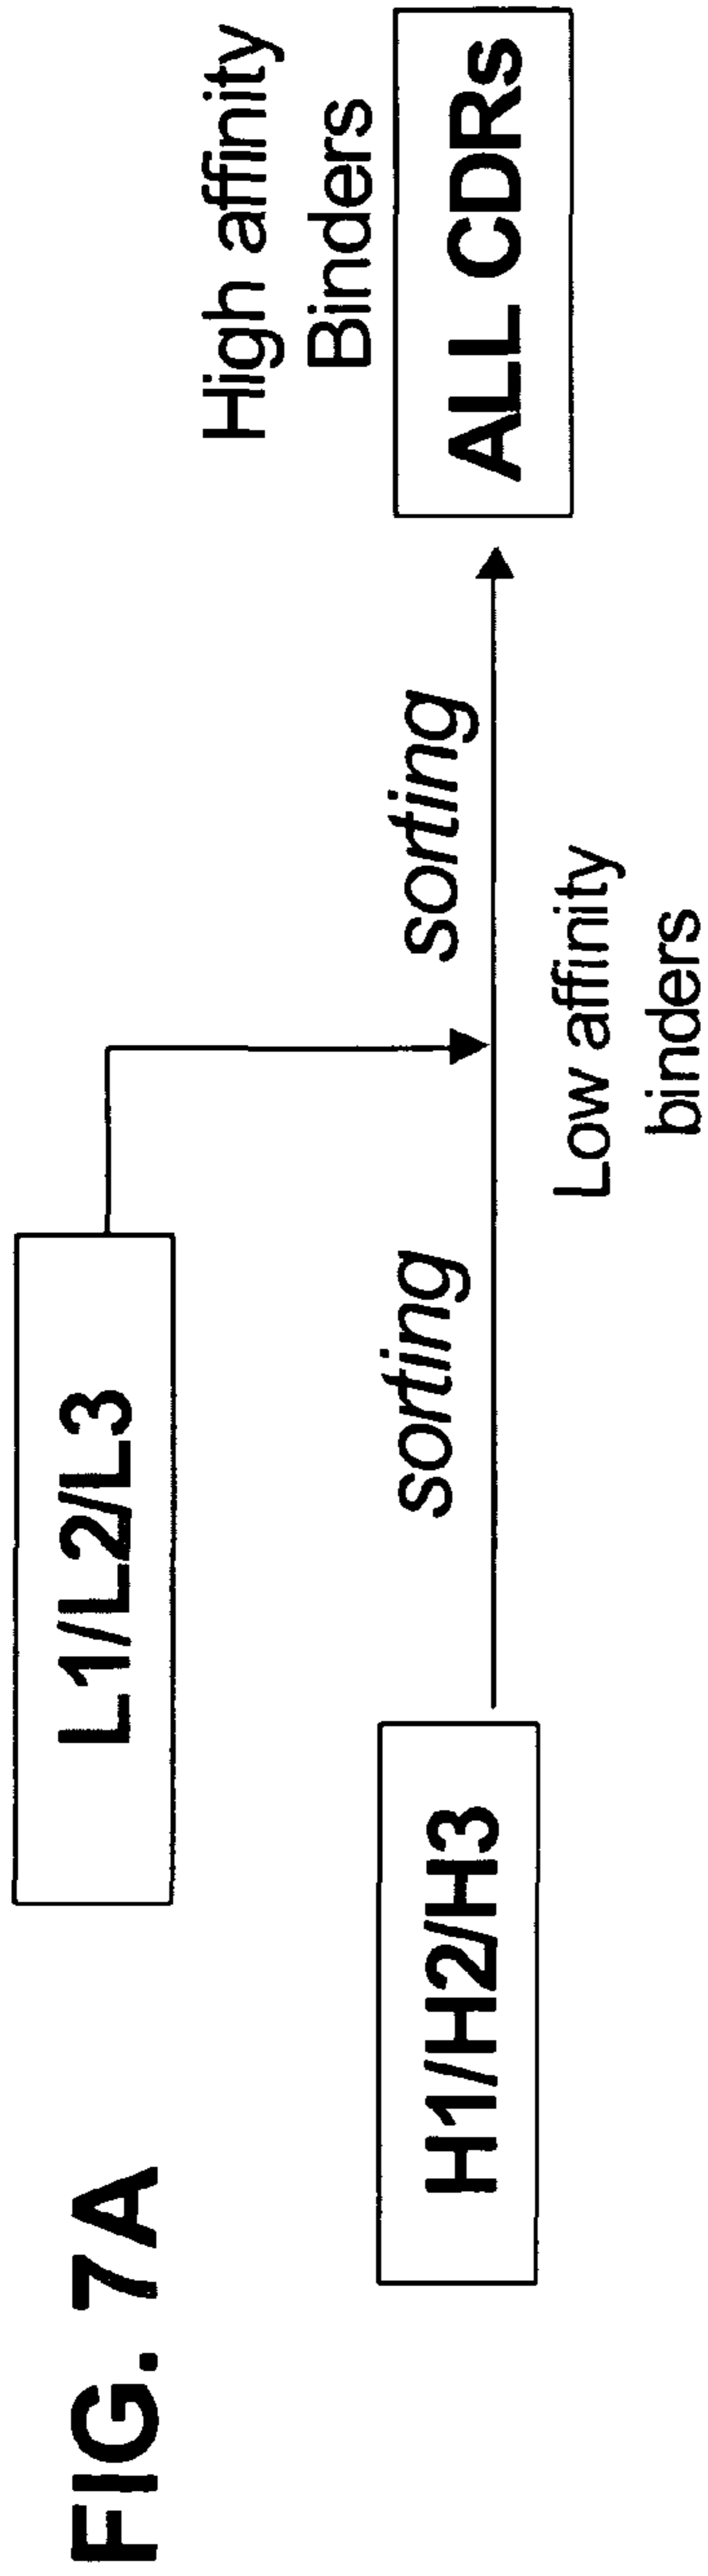 FIG. 7A
L1/L2/L3
H1/H2/H3
sorting
Low affinity
binders
sorting
High affinity
Binders
ALL CDRs